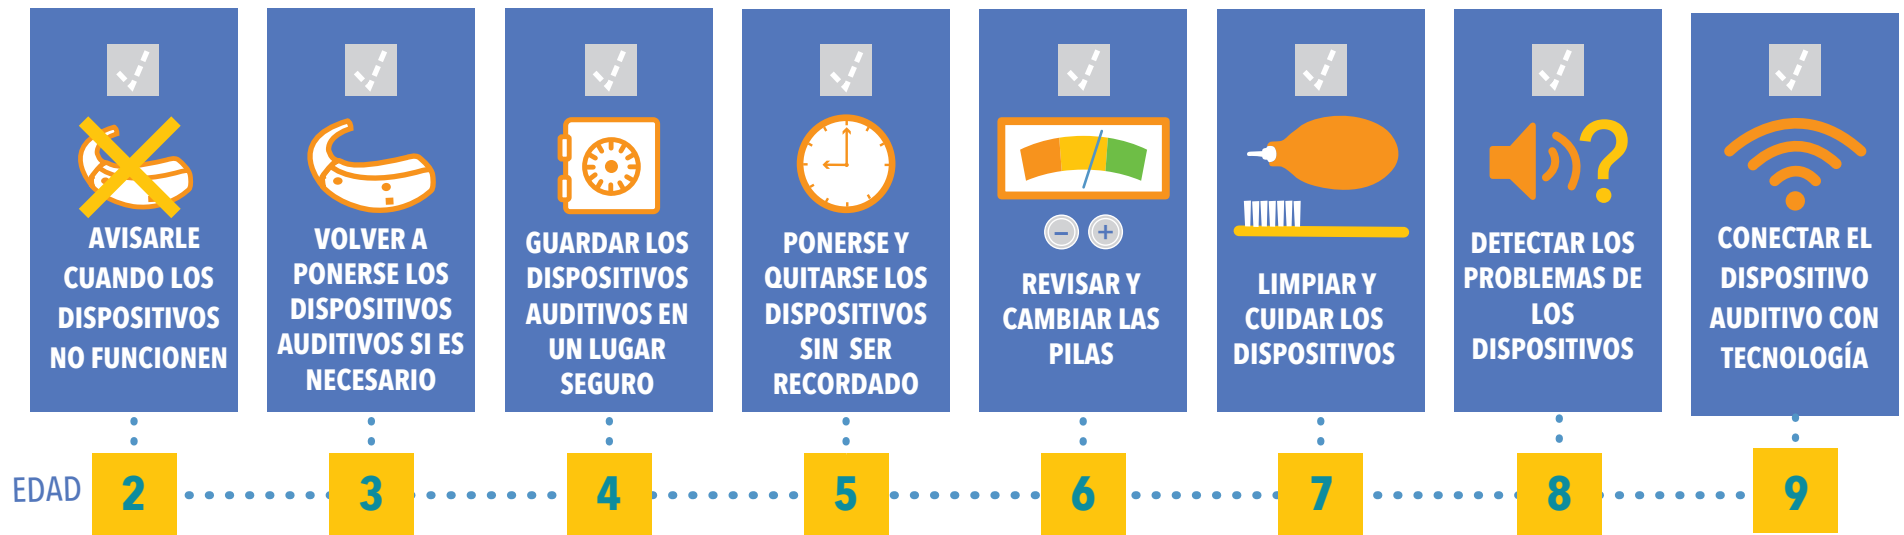 AVISARLE
CUANDO LOS
DISPOSITIVOS
NO FUNCIONEN
VOLVER A
PONERSE LOS
DISPOSITIVOS
AUDITIVOS SI ES
NECESARIO
GUARDAR LOS
DISPOSITIVOS
AUDITIVOS EN
UN LUGAR
SEGURO
PONERSE Y
QUITARSE LOS
DISPOSITIVOS
SIN SER
RECORDADO
REVISAR Y
CAMBIAR LAS
PILAS
LIMPIAR Y
CUIDAR LOS
DISPOSITIVOS
DETECTAR LOS
PROBLEMAS DE
LOS
DISPOSITIVOS
CONECTAR EL
DISPOSITIVO
AUDITIVO CON
TECNOLOGÍA
EDAD 2 3 4 5 6 7 8 9